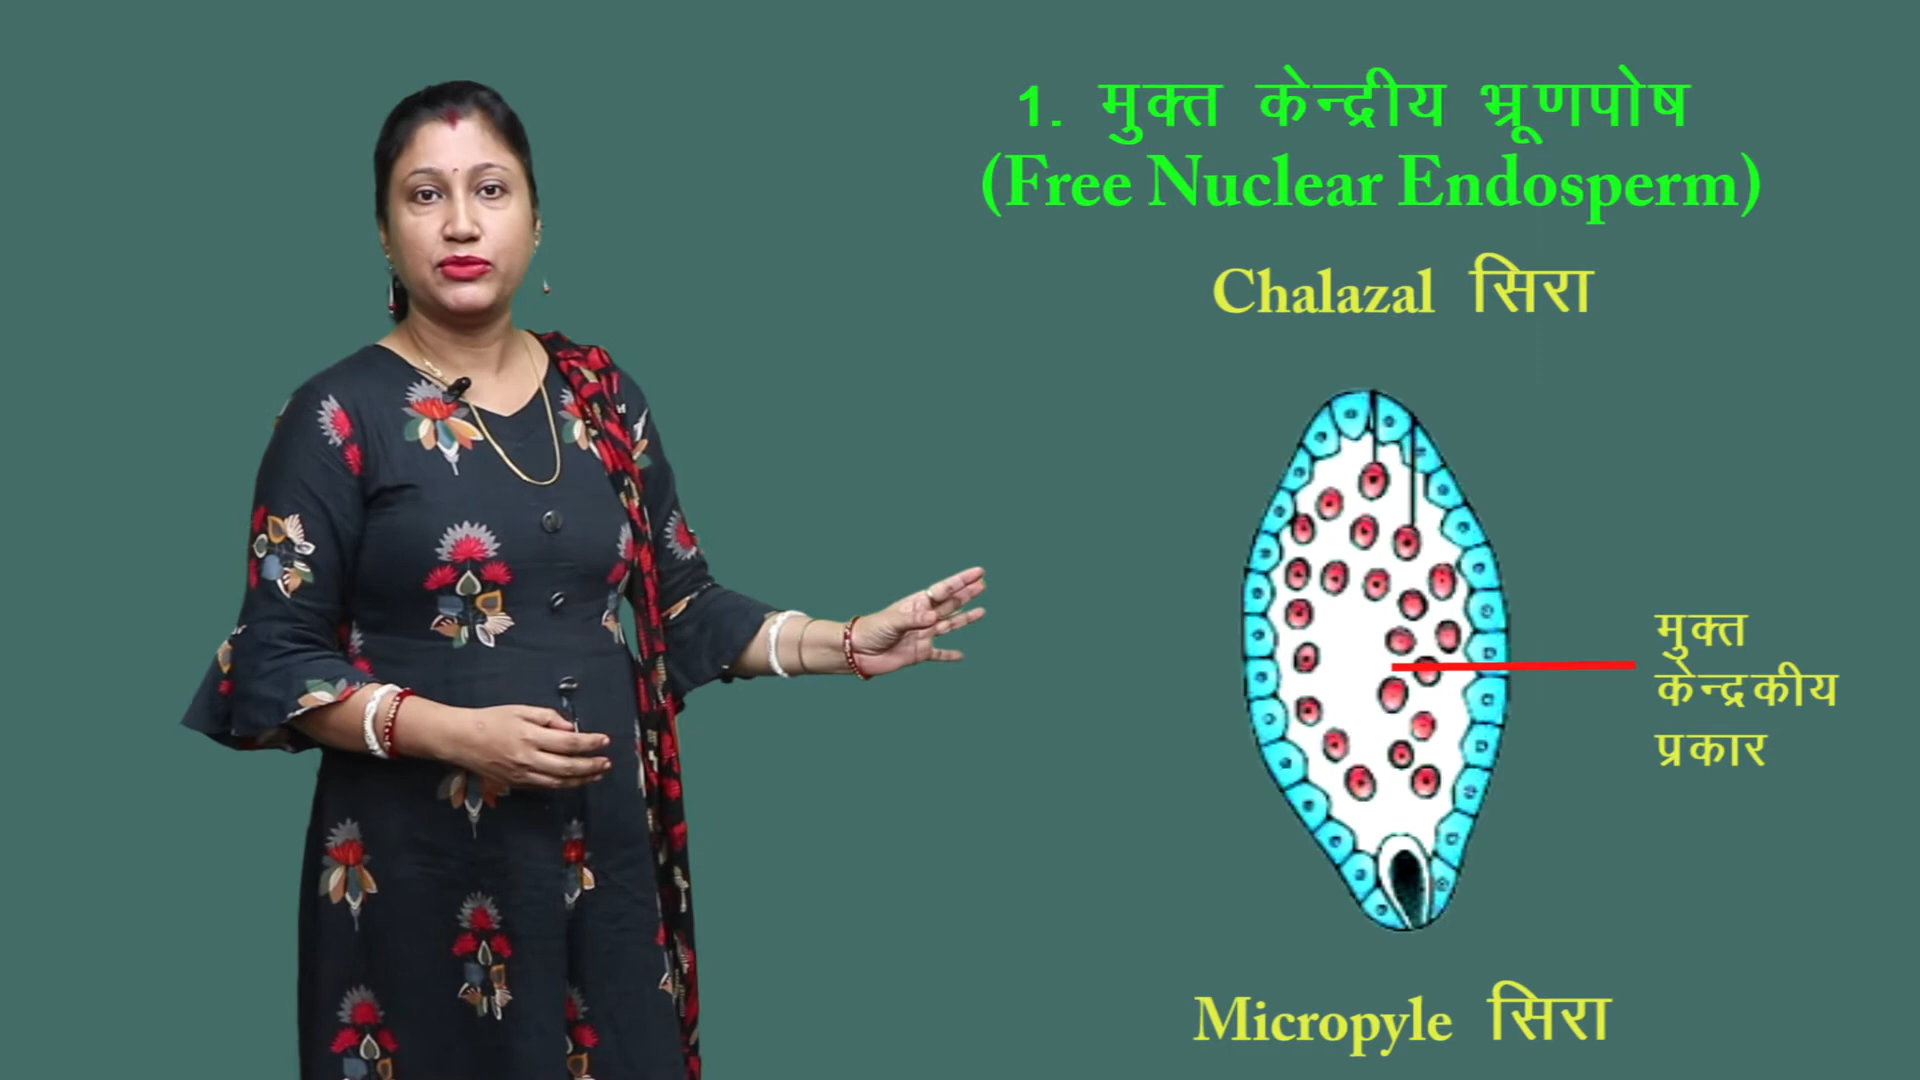 1. मुक्त केन्द्रीय भ्रूणपोष
(Free Nuclear Endosperm)
Chalazal सिरा
मुक्त
केन्द्रकीय
प्रकार
Micropyle सिरा